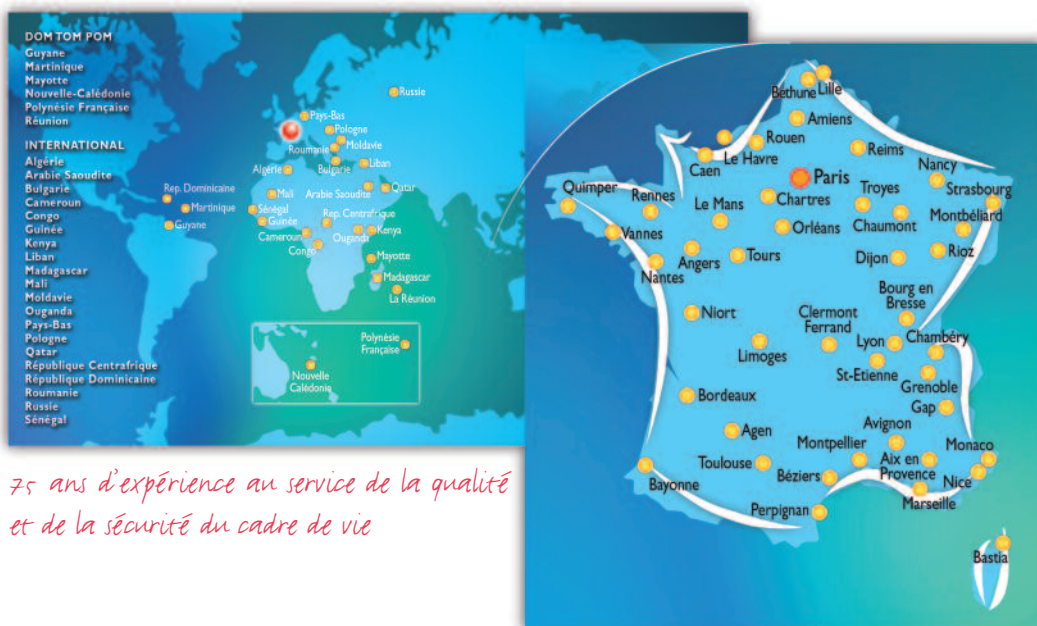 DOM TOM POM
Guyane
Martinique
Mayotte
Nouvelle-Calédonie
Polynésie Française
Réunion
INTERNATIONAL
Algérie
Arabie Saoudite
Bulgarie
Cameroun
Congo
Guinée
Kenya
Liban
Madagascar
Mali
Moldavie
Ouganda
Pays-Bas
Pologne
Qatar
République Centrafrique
République Dominicaine
Roumanie
Russie
Sénégal
Russie
Pays-Bas
Pologne
Moldavie
Roumanie
Bulgarie
Liban
Algérie
Arabie Saoudite
Qatar
Mali
Rep. Dominicaine
Martinique
Guyane
Sénégal
Guinée
Rep. Centrafrique
Cameroun
Ouganda
Kenya
Congo
Mayotte
Madagascar
La Réunion
Polynésie
Française
Nouvelle
Calédonie
75 ans d'expérience au service de la qualité
et de la sécurité du cadre de vie
Béthune
Lille
Amiens
Rouen
Le Havre
Caen
Reims
Nancy
Paris
Strasbourg
Quimper
Rennes
Le Mans
Chartres
Troyes
Montbéliard
Vannes
Orléans
Chaumont
Nantes
Angers
Tours
Dijon
Rioz
Bourg en
Bresse
Niort
Clermont
Ferrand
Limoges
Lyon
Chambéry
St-Etienne
Grenoble
Bordeaux
Gap
Agen
Avignon
Montpellier
Monaco
Toulouse
Béziers
Aix en
Provence
Nice
Bayonne
Marseille
Perpignan
Bastia